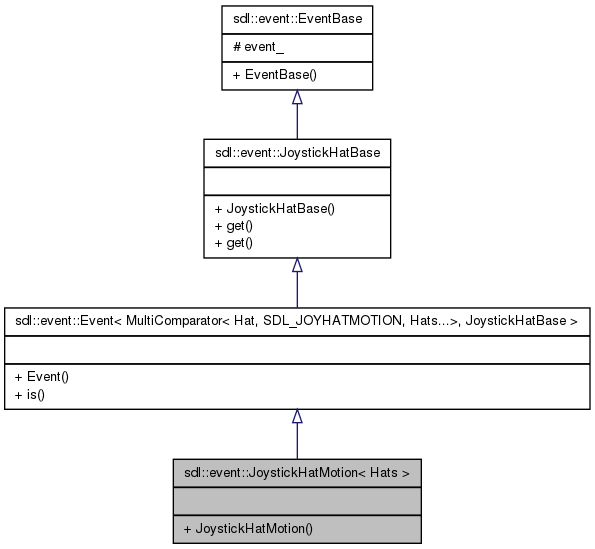 sdl::event::EventBase
# event_
+ EventBase()
sdl::event::JoystickHatBase
+ JoystickHatBase()
+ get()
+ get()
sdl::event::Event< MultiComparator< Hat, SDL_JOYHATMOTION, Hats...>, JoystickHatBase >
+ Event()
+ is()
sdl::event::JoystickHatMotion< Hats >
+ JoystickHatMotion()